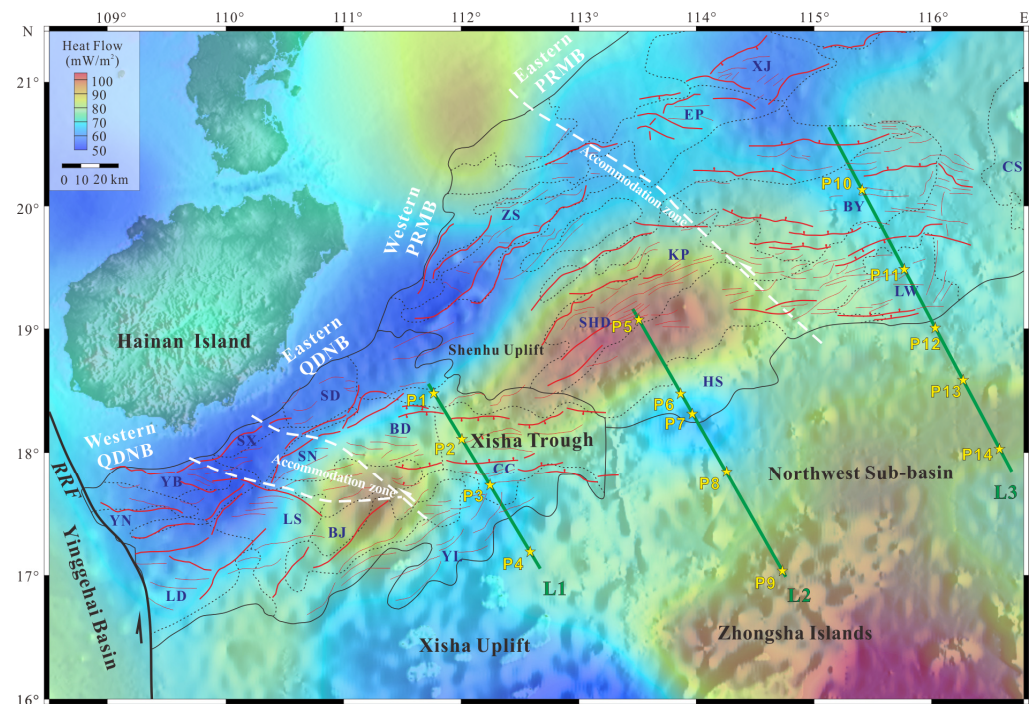 N 109° 110° 111° 112° 113° 114° 115° 116° E
Heat Flow
(mW/m²)
100
90
80
70
60
50
0 10 20 km
21°
20°
19°
18°
17°
16°
Eastern
PRMB
XJ
EP
Accommodation zone
CS
P10
BY
ZS
Western
PRMB
KP
P11
LW
Hainan Island
SHD
P5
P12
Eastern
QDNB
Shenhu Uplift
SD
P1
HS
P6
P7
P13
BD
Western
QDNB
SX
SN
P2
Xisha Trough
P14
Accommodation zone
CC
P8
Northwest Sub-basin
L3
RRF
YB
P3
YN
LS
BJ
YL
P4
L1
P9
L2
LD
Yinggehai Basin
Xisha Uplift
Zhongsha Islands